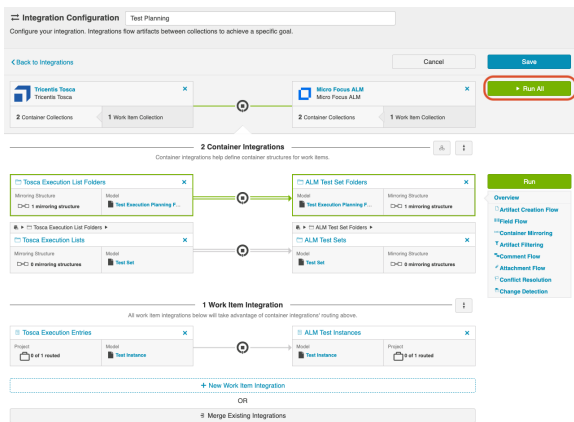 Integration Configuration Test Planning
Configure your integration. Integrations flow artifacts between collections to achieve a specific goal.
Back to Integrations
Cancel
Save
Run All
Tricentis Tosca
Tricentis Tosca
2 Container Collections 1 Work Item Collection
Micro Focus ALM
Micro Focus ALM
2 Container Collections 1 Work Item Collection
2 Container Integrations
Container integrations help define container structures for work items.
Tosca Execution List Folders
Mirroring Structure Model
1 mirroring structure Test Execution Planning F...
ALM Test Set Folders
Model Mirroring Structure
Test Execution Planning F... 1 mirroring structure
Tosca Execution List Folders
Tosca Execution Lists
Mirroring Structure Model
0 mirroring structures Test Set
ALM Test Set Folders
ALM Test Sets
Model Mirroring Structure
Test Set 0 mirroring structures
Run
Overview
Artifact Creation Flow
Field Flow
Container Mirroring
Artifact Filtering
Comment Flow
Attachment Flow
Conflict Resolution
Change Detection
1 Work Item Integration
All work item integrations below will take advantage of container integrations' routing above.
Tosca Execution Entries
Project Model
0 of 1 routed Test Instance
ALM Test Instances
Model Project
Test Instance 0 of 1 routed
+ New Work Item Integration
OR
Merge Existing Integrations